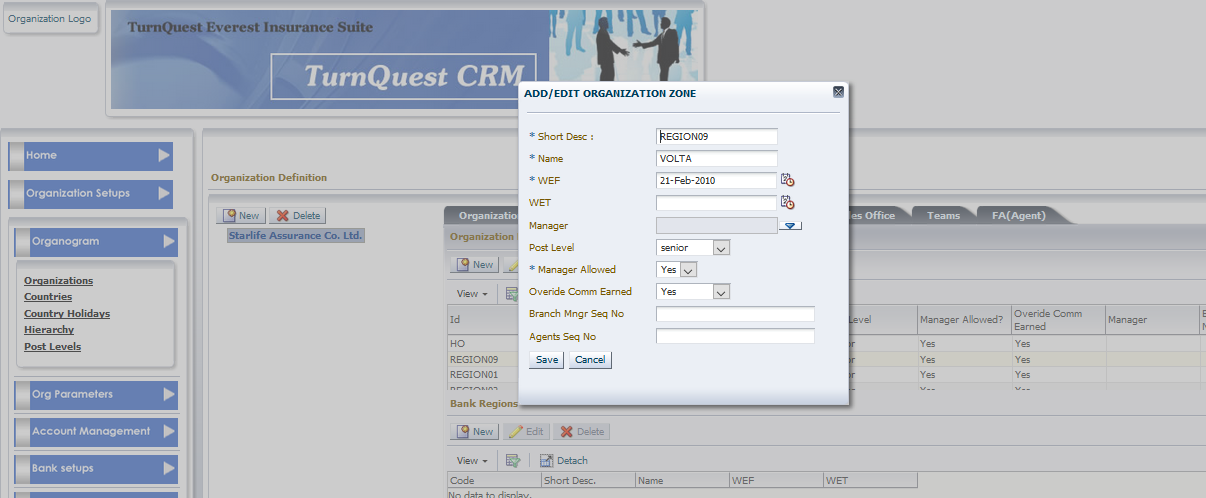 Organization Logo
TurnQuest Everest Insurance Suite
TurnQuest CRM
Home
Organization Setups
Organogram
Organizations
Countries
Country Holidays
Hierarchy
Post Levels
Org Parameters
Account Management
Bank setups
Organization Definition
New Delete
Starlife Assurance Co. Ltd.
ADD/EDIT ORGANIZATION ZONE
* Short Desc : REGION09
* Name VOLTA
* WEF 21-Feb-2010
WET
Manager
Post Level senior
* Manager Allowed Yes
Overide Comm Earned Yes
Branch Mngr Seq No
Agents Seq No
Save Cancel
Office Teams FA(Agent)
Organization
New
View
Id Level Manager Allowed? Overide Comm Earned Manager
HO Yes Yes
REGION09 Yes Yes
REGION01 Yes Yes
Bank Regions
New Edit Delete
View Detach
Code Short Desc. Name WEF WET
No data to display.